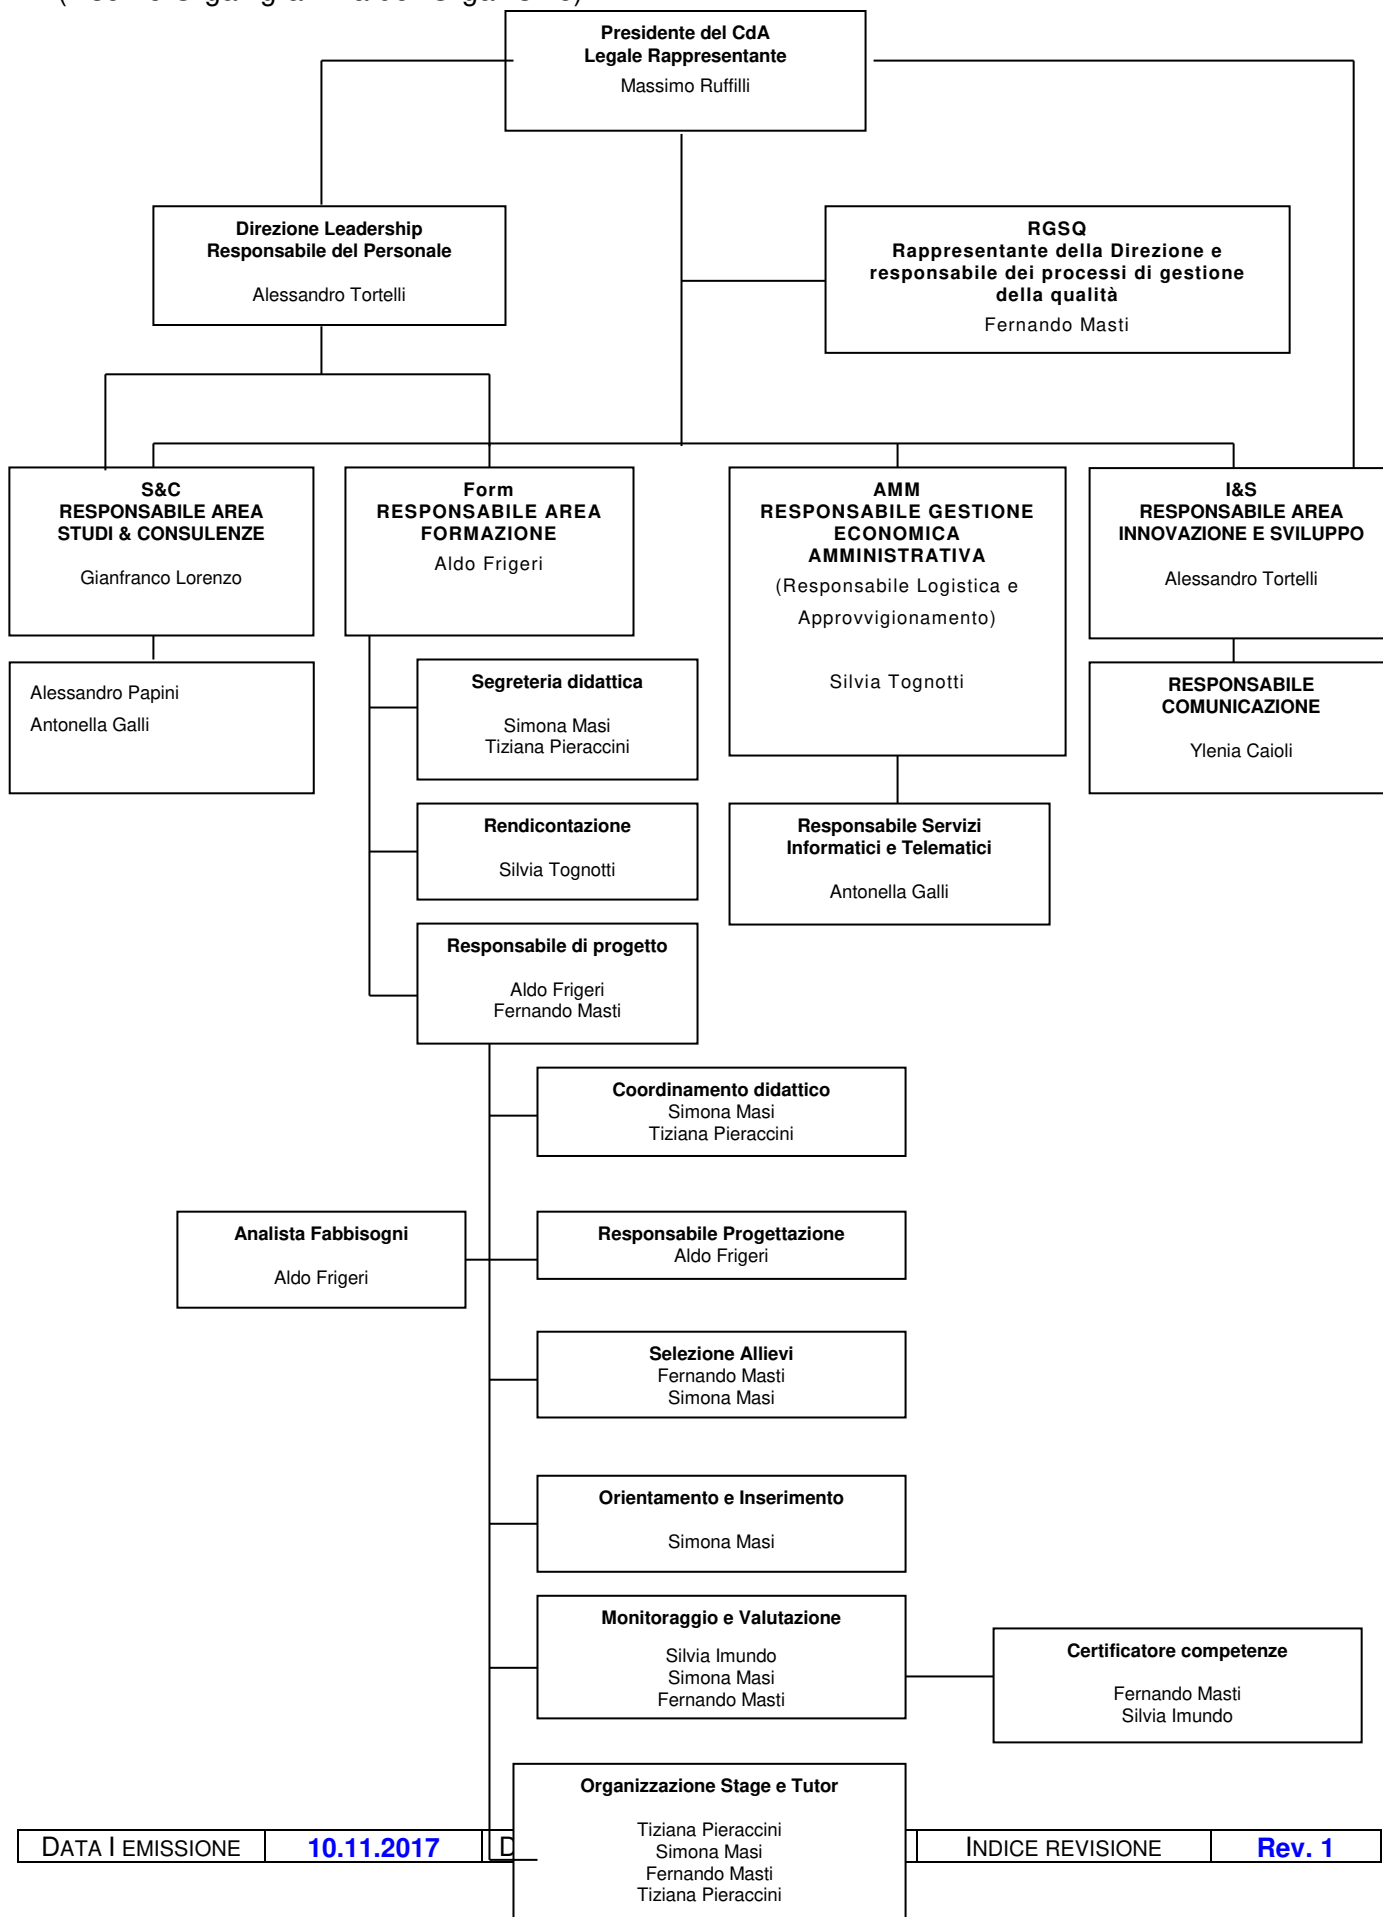 Presidente del CdA
Legale Rappresentante
Massimo Ruffilli
Direzione Leadership
Responsabile del Personale
Alessandro Tortelli
RGSQ
Rappresentante della Direzione e
responsabile dei processi di gestione
della qualità
Fernando Masti
S&C
RESPONSABILE AREA
STUDI & CONSULENZE
Gianfranco Lorenzo
Form
RESPONSABILE AREA
FORMAZIONE
Aldo Frigeri
AMM
RESPONSABILE GESTIONE
ECONOMICA
AMMINISTRATIVA
(Responsabile Logistica e
Approvvigionamento)
Silvia Tognotti
I&S
RESPONSABILE AREA
INNOVAZIONE E SVILUPPO
Alessandro Tortelli
Alessandro Papini
Antonella Galli
Segreteria didattica
Simona Masi
Tiziana Pieraccini
RESPONSABILE
COMUNICAZIONE
Ylenia Caioli
Rendicontazione
Silvia Tognotti
Responsabile Servizi
Informatici e Telematici
Antonella Galli
Responsabile di progetto
Aldo Frigeri
Fernando Masti
Coordinamento didattico
Simona Masi
Tiziana Pieraccini
Analista Fabbisogni
Aldo Frigeri
Responsabile Progettazione
Aldo Frigeri
Selezione Allievi
Fernando Masti
Simona Masi
Orientamento e Inserimento
Simona Masi
Monitoraggio e Valutazione
Silvia Imundo
Simona Masi
Fernando Masti
Certificatore competenze
Fernando Masti
Silvia Imundo
Organizzazione Stage e Tutor
Tiziana Pieraccini
Simona Masi
Fernando Masti
Tiziana Pieraccini
DATA I EMISSIONE 10.11.2017 D INDICE REVISIONE Rev. 1